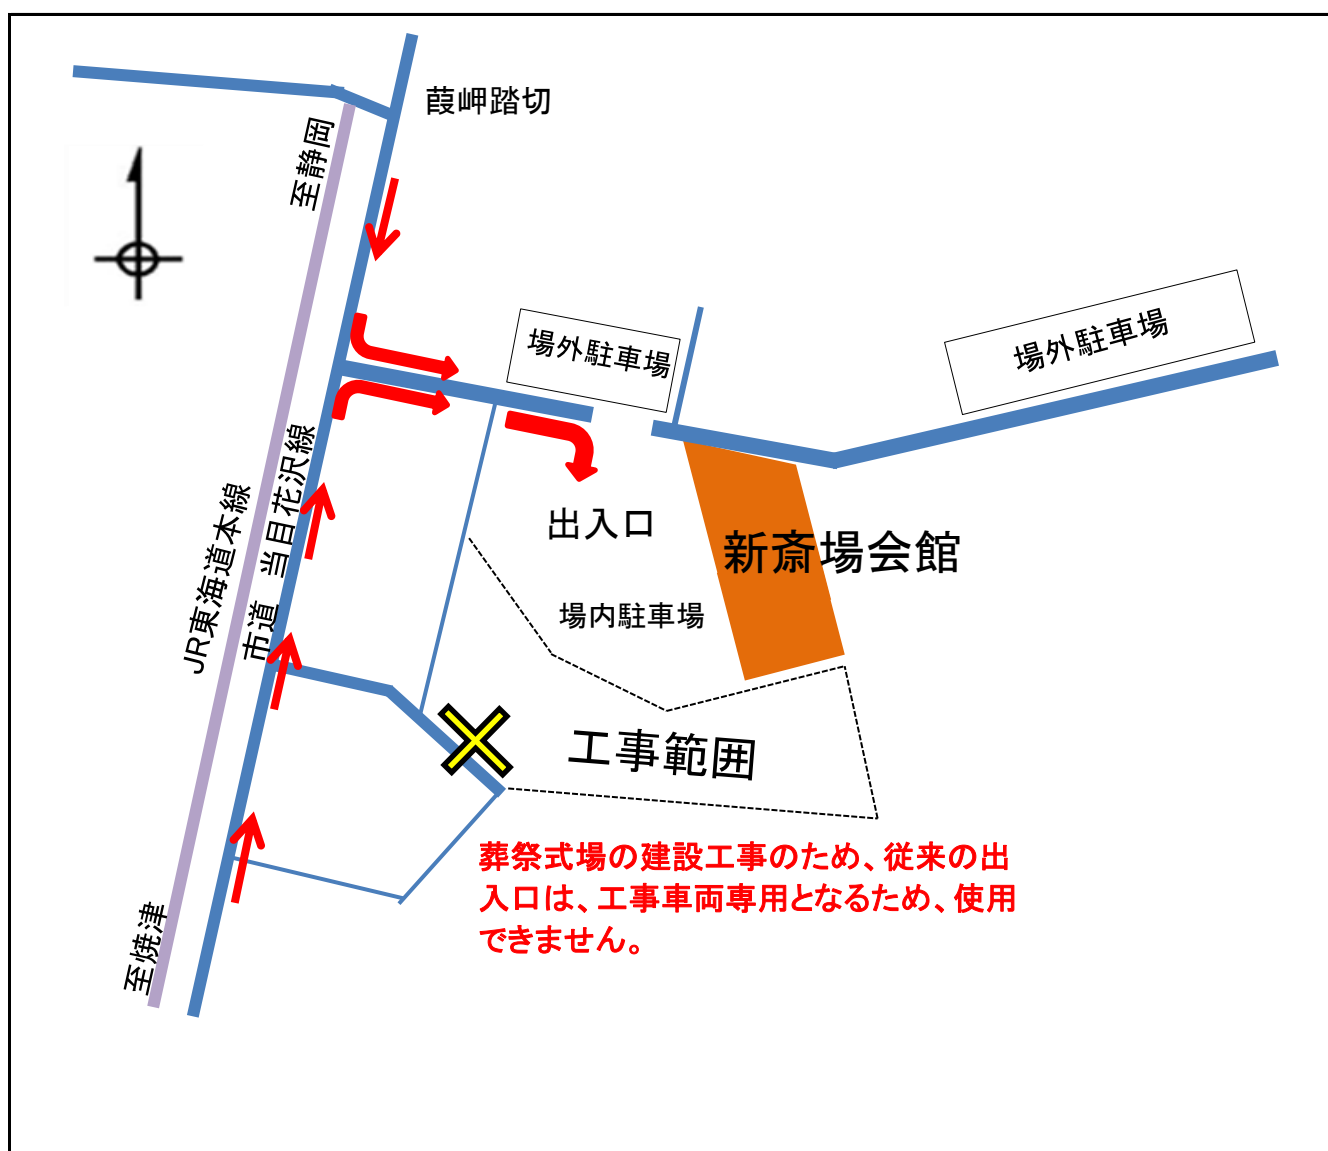 葭岬踏切
至静岡
場外駐車場
場外駐車場
市道　当目花沢線
JR東海道本線
出入口
新斎場会館
場内駐車場
工事範囲
葬祭式場の建設工事のため、従来の出
入口は、工事車両専用となるため、使用
できません。
至焼津